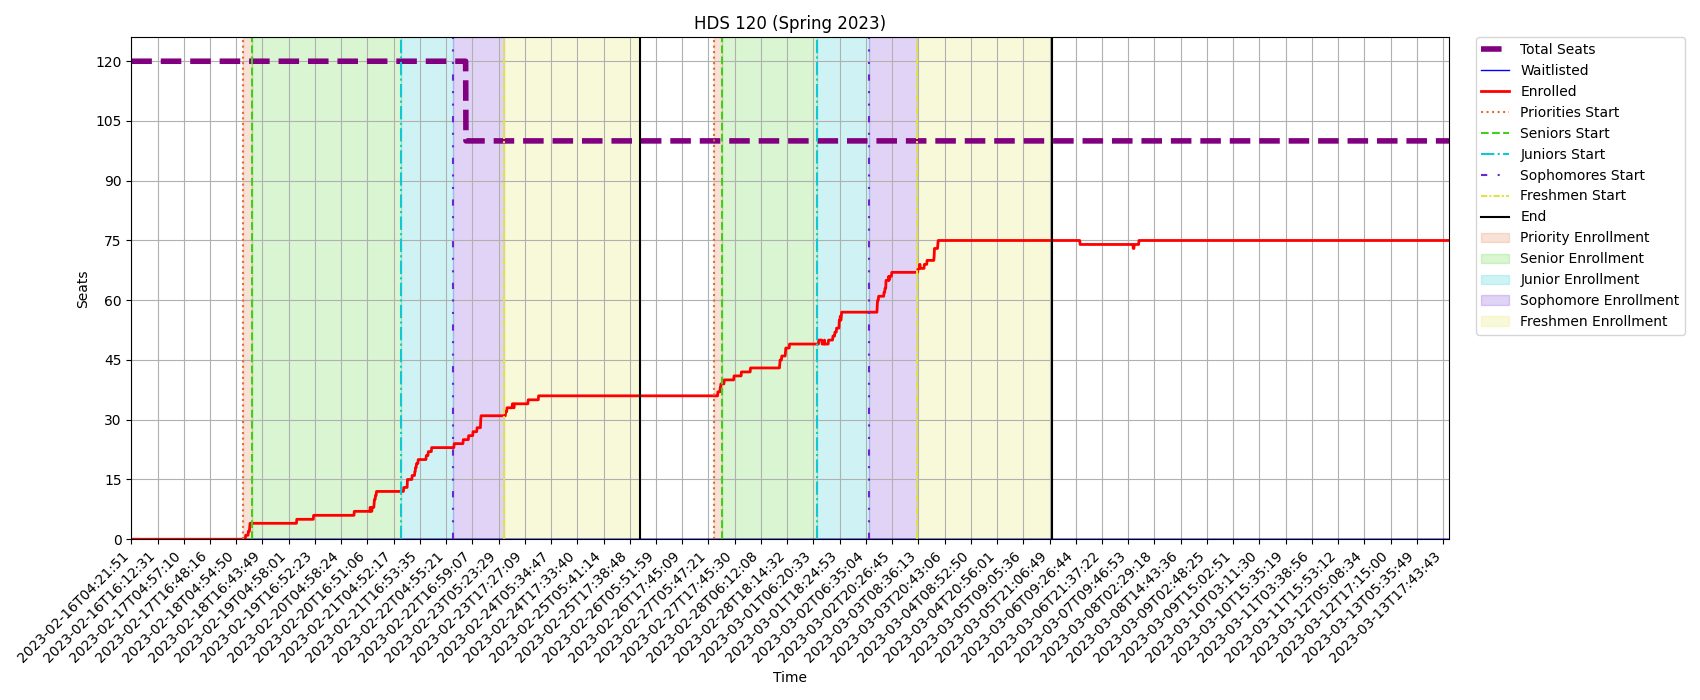 HDS 120 (Spring 2023)
120
105
90
75
60
45
30
15
0
Seats
2023-02-16T04:21:51
2023-02-16T16:12:31
2023-02-17T04:57:10
2023-02-17T16:48:16
2023-02-18T04:54:50
2023-02-18T16:43:49
2023-02-19T04:58:01
2023-02-19T16:52:23
2023-02-20T04:58:24
2023-02-20T16:51:06
2023-02-21T04:52:17
2023-02-21T16:53:35
2023-02-22T04:55:21
2023-02-22T16:59:07
2023-02-23T05:23:29
2023-02-23T17:27:09
2023-02-24T05:34:47
2023-02-24T17:33:40
2023-02-25T05:41:14
2023-02-25T17:38:48
2023-02-26T05:51:59
2023-02-26T17:45:09
2023-02-27T05:47:21
2023-02-27T17:45:30
2023-02-28T06:12:08
2023-02-28T18:14:32
2023-03-01T06:20:33
2023-03-01T18:24:53
2023-03-02T06:35:04
2023-03-02T20:26:45
2023-03-03T08:36:13
2023-03-03T20:43:06
2023-03-04T08:52:50
2023-03-04T20:56:01
2023-03-05T09:05:36
2023-03-05T21:06:49
2023-03-06T09:26:44
2023-03-06T21:37:22
2023-03-07T09:46:53
2023-03-08T02:29:18
2023-03-08T14:43:36
2023-03-09T02:48:25
2023-03-09T15:02:51
2023-03-10T03:11:30
2023-03-10T15:35:19
2023-03-11T03:38:56
2023-03-11T15:53:12
2023-03-12T05:08:34
2023-03-12T17:15:00
2023-03-13T05:35:49
2023-03-13T17:43:43
Time
Total Seats
Waitlisted
Enrolled
Priorities Start
Seniors Start
Juniors Start
Sophomores Start
Freshmen Start
End
Priority Enrollment
Senior Enrollment
Junior Enrollment
Sophomore Enrollment
Freshmen Enrollment